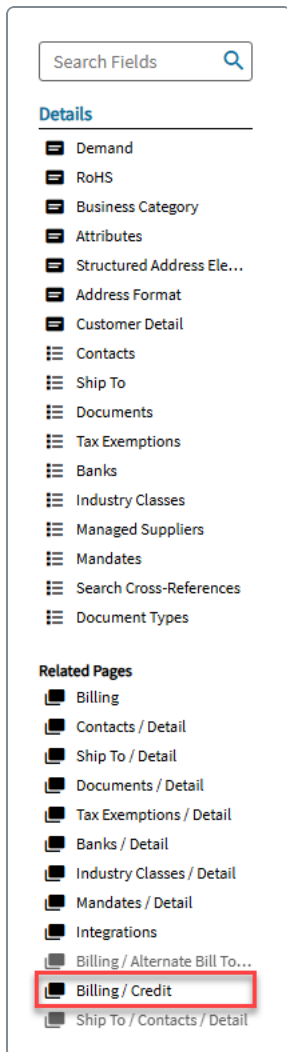 Search Fields
Details
Demand
RoHS
Business Category
Attributes
Structured Address Ele...
Address Format
Customer Detail
Contacts
Ship To
Documents
Tax Exemptions
Banks
Industry Classes
Managed Suppliers
Mandates
Search Cross-References
Document Types
Related Pages
Billing
Contacts / Detail
Ship To / Detail
Documents / Detail
Tax Exemptions / Detail
Banks / Detail
Industry Classes / Detail
Mandates / Detail
Integrations
Billing / Alternate Bill To...
Billing / Credit
Ship To / Contacts / Detail